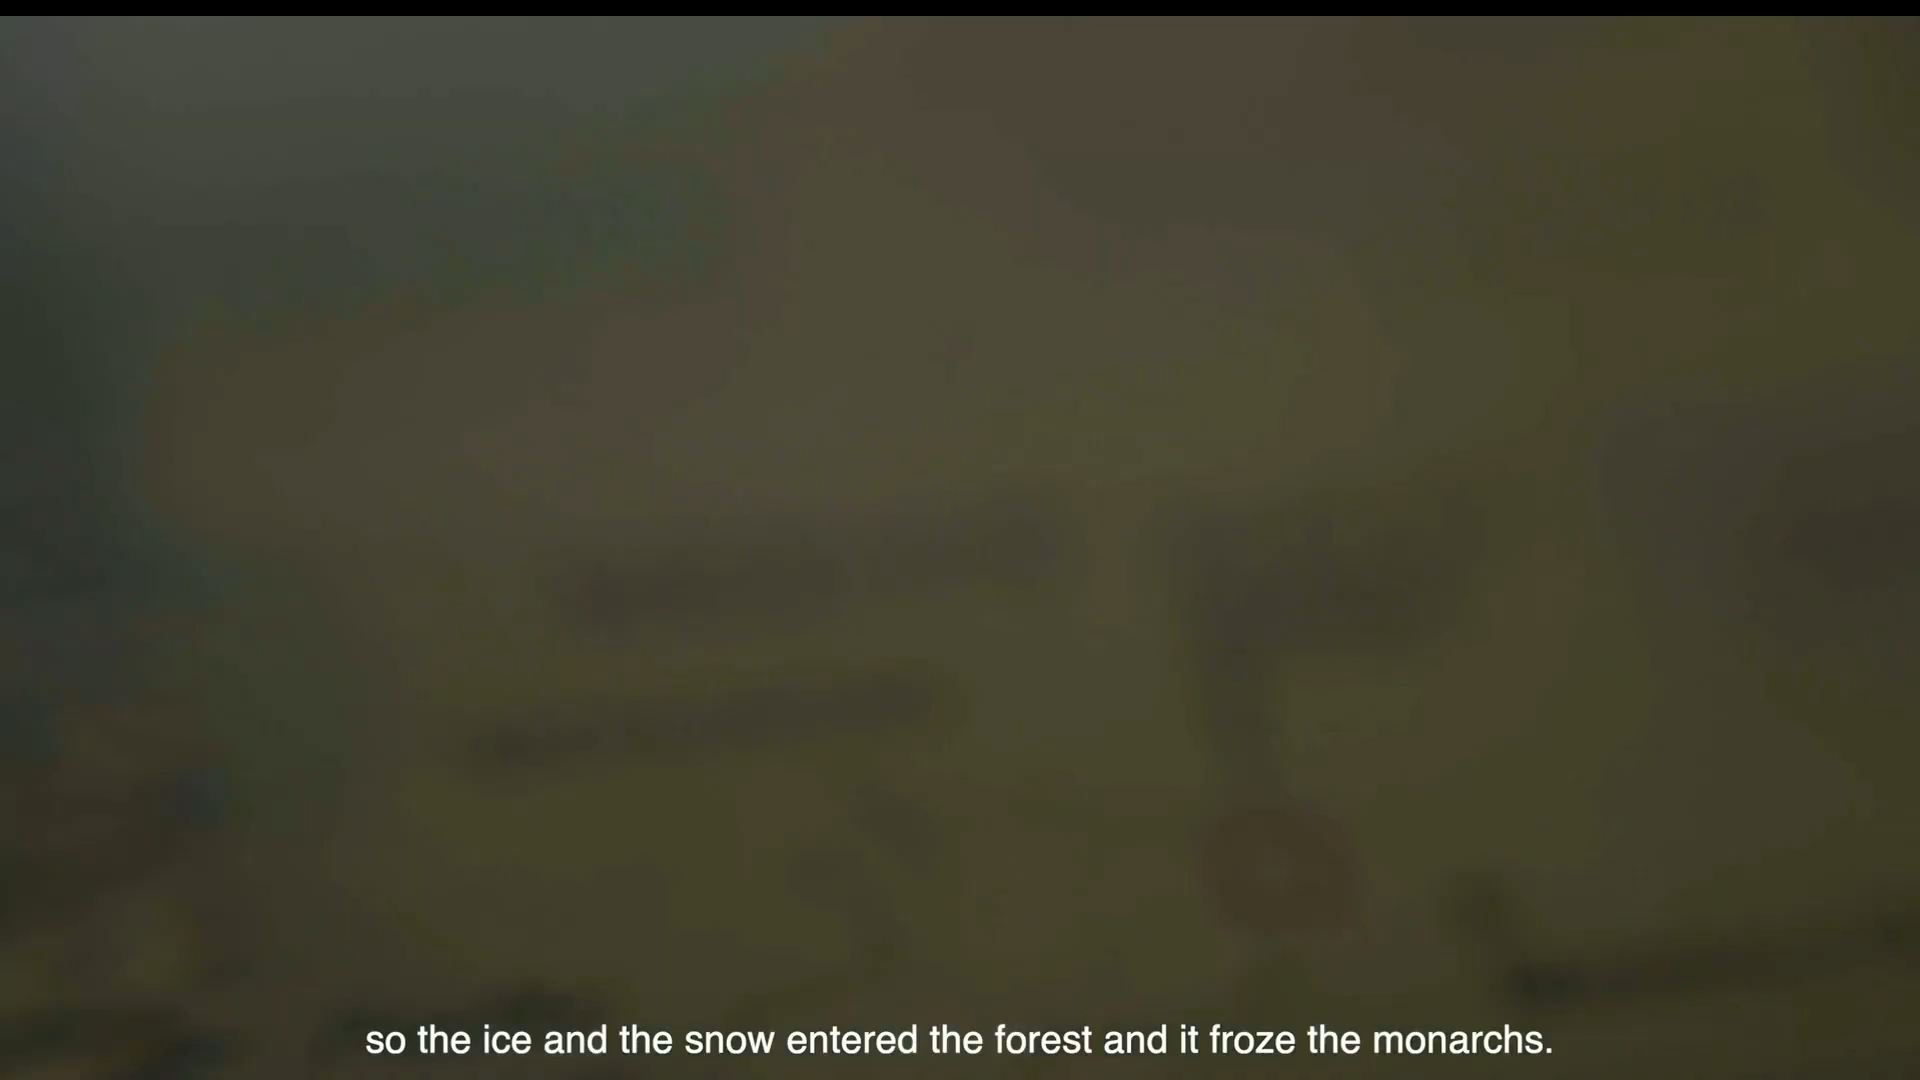 so the ice and the snow entered the forest and it froze the monarchs.